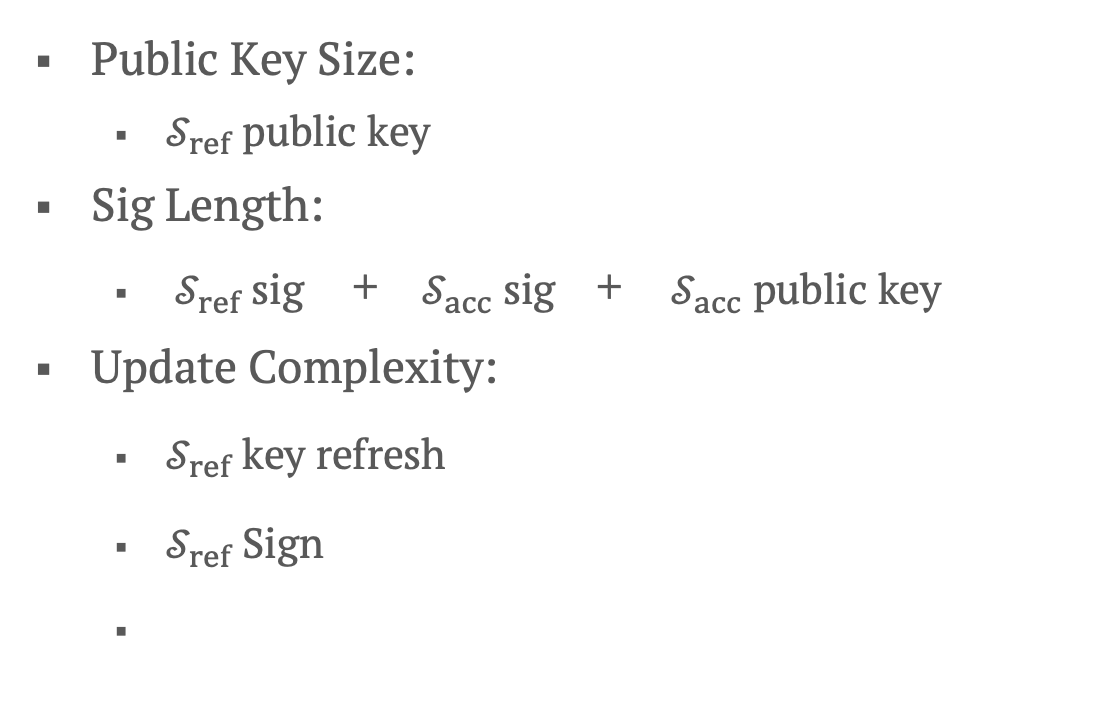 ▪ Public Key Size:
▪ 𝒮ref public key
▪ Sig Length:
▪ 𝒮ref sig + 𝒮acc sig + 𝒮acc public key
▪ Update Complexity:
▪ 𝒮ref key refresh
▪ 𝒮ref Sign
▪